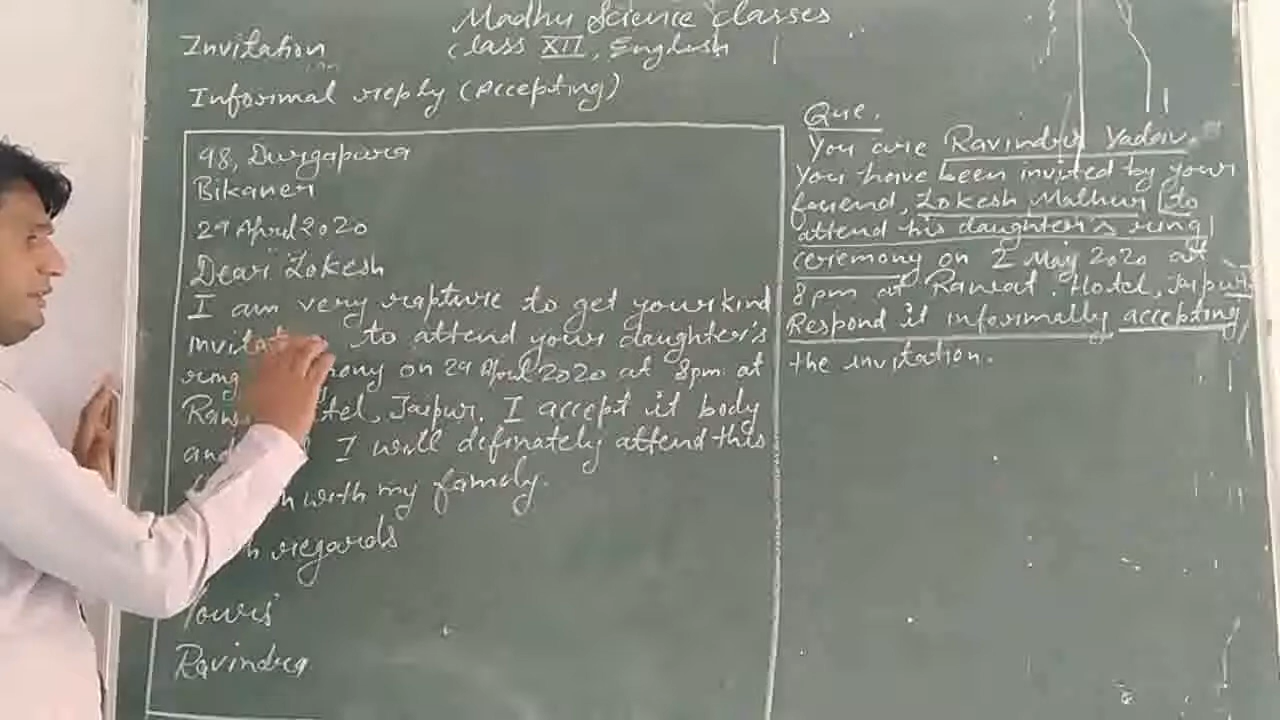 Madhu Science Classes
Invitation
Class XII, English
Informal reply (Accepting)
98, Durgapura
Bikaner
29 April 2020
Dear Lokesh
I am very rapture to get your kind
to attend your daughter's
ring on 29 April 2020 at 8pm at
Jaipur. I accept it body
and I will definately attend this
with my family.
regards
Yours
Ravindra
Que.
You are Ravindra Yadav.
You have been invited by your
friend, Lokesh Mathur to
attend his daughter's ring
ceremony on 2 May 2020 at
8pm at Rawat Hotel, Jaipur
Respond it informally accepting
the invitation.